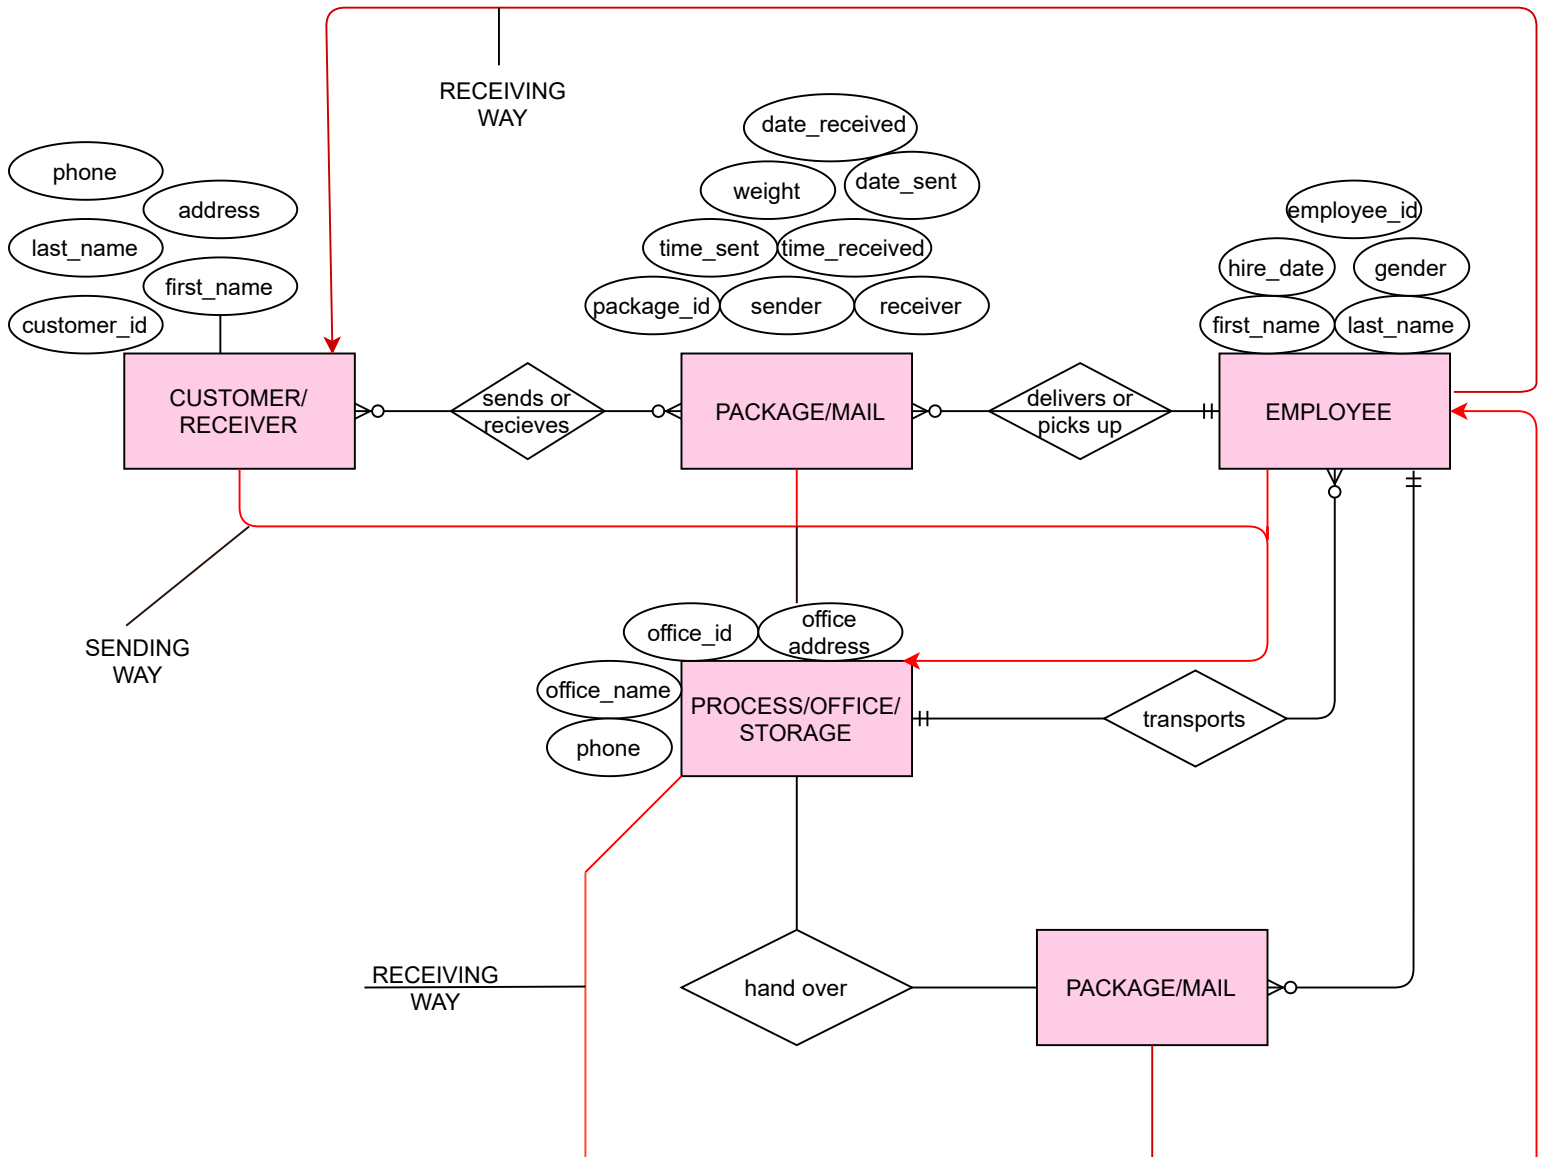 RECEIVING
WAY
date_received
phone
weight
date_sent
address
employee_id
last_name
time_sent
time_received
hire_date
gender
first_name
customer_id
package_id
sender
receiver
first_name
last_name
CUSTOMER/
RECEIVER
sends or
recieves
PACKAGE/MAIL
delivers or
picks up
EMPLOYEE
SENDING
WAY
office_id
office
address
office_name
phone
PROCESS/OFFICE/
STORAGE
transports
RECEIVING
WAY
hand over
PACKAGE/MAIL